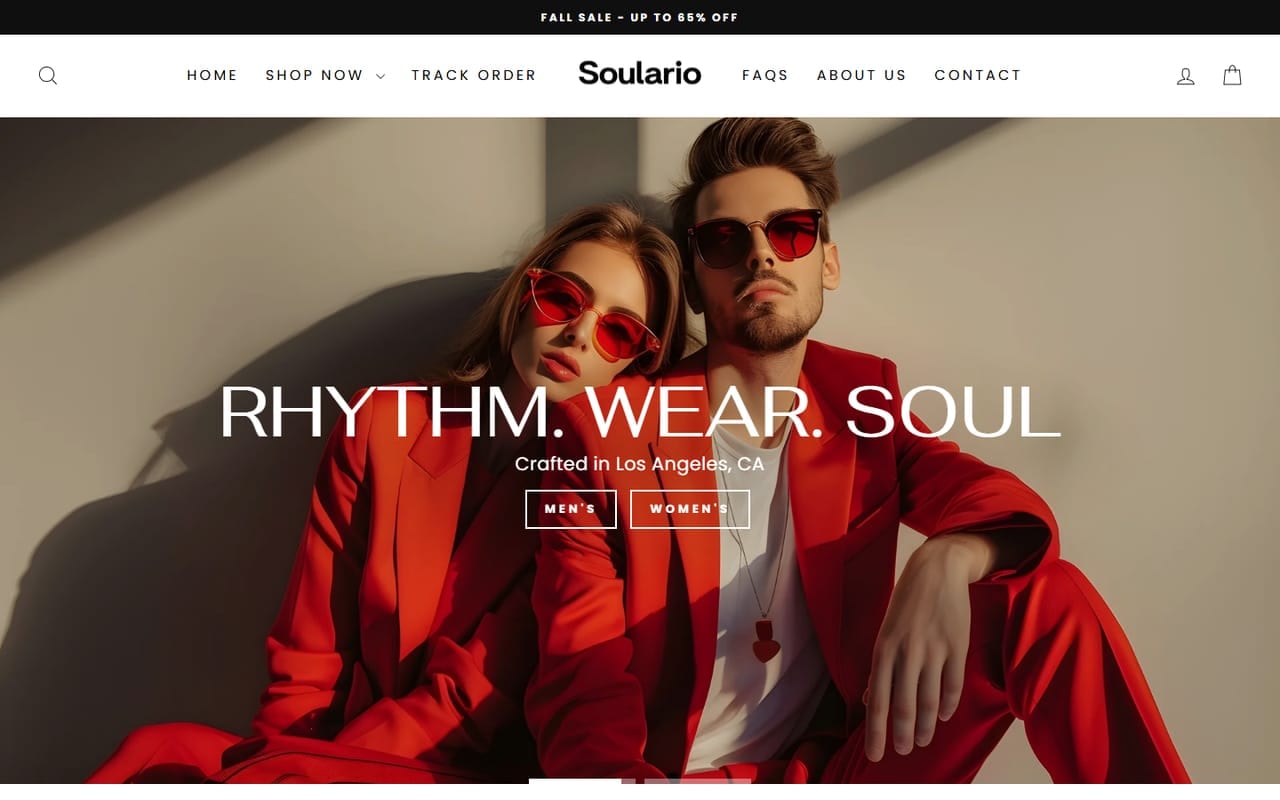 FALL SALE - UP TO 65% OFF
HOME SHOP NOW TRACK ORDER Soulario FAQS ABOUT US CONTACT
RHYTHM. WEAR. SOUL
Crafted in Los Angeles, CA
MEN'S WOMEN'S